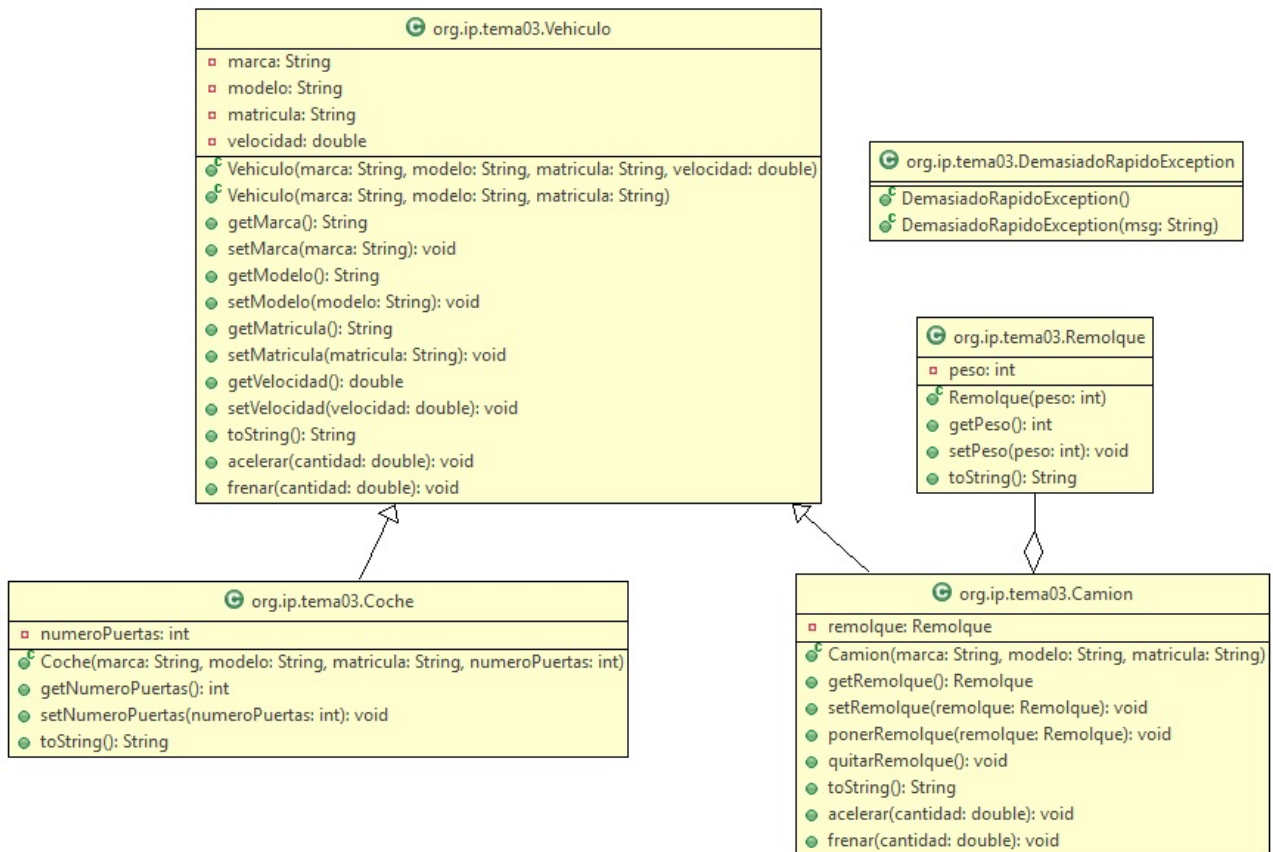 org.ip.tema03.Vehiculo
marca: String
modelo: String
matricula: String
velocidad: double
Vehiculo(marca: String, modelo: String, matricula: String, velocidad: double)
Vehiculo(marca: String, modelo: String, matricula: String)
getMarca(): String
setMarca(marca: String): void
getModelo(): String
setModelo(modelo: String): void
getMatricula(): String
setMatricula(matricula: String): void
getVelocidad(): double
setVelocidad(velocidad: double): void
toString(): String
acelerar(cantidad: double): void
frenar(cantidad: double): void
org.ip.tema03.DemasiadoRapidoException
DemasiadoRapidoException()
DemasiadoRapidoException(msg: String)
org.ip.tema03.Remolque
peso: int
Remolque(peso: int)
getPeso(): int
setPeso(peso: int): void
toString(): String
org.ip.tema03.Coche
numeroPuertas: int
Coche(marca: String, modelo: String, matricula: String, numeroPuertas: int)
getNumeroPuertas(): int
setNumeroPuertas(numeroPuertas: int): void
toString(): String
org.ip.tema03.Camion
remolque: Remolque
Camion(marca: String, modelo: String, matricula: String)
getRemolque(): Remolque
setRemolque(remolque: Remolque): void
ponerRemolque(remolque: Remolque): void
quitarRemolque(): void
toString(): String
acelerar(cantidad: double): void
frenar(cantidad: double): void